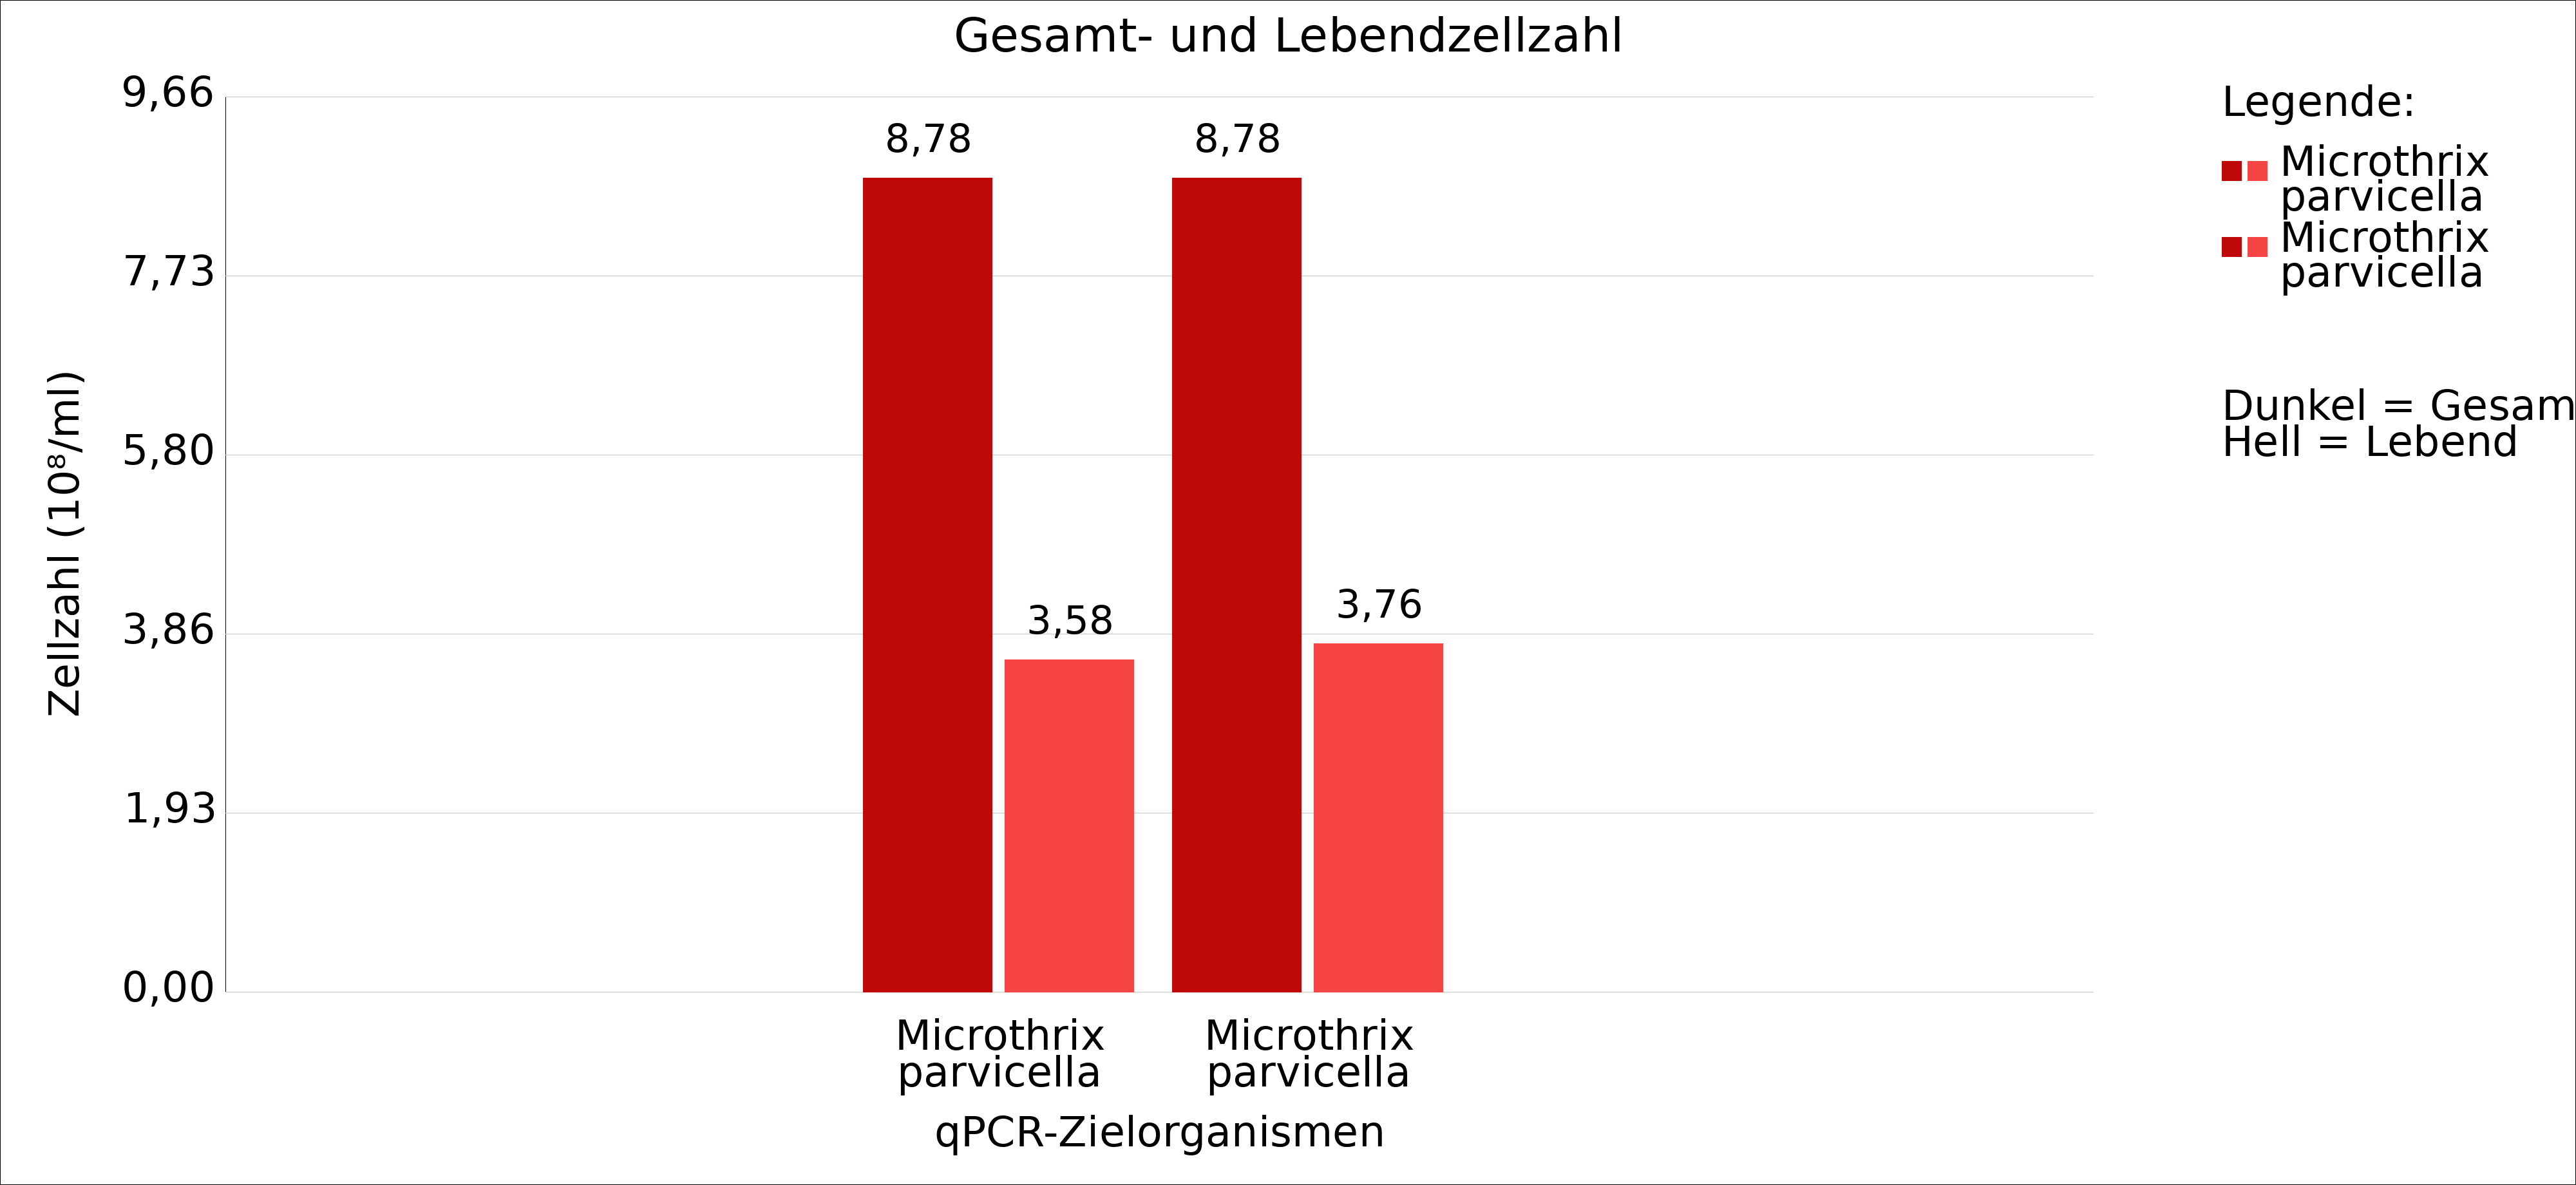 Gesamt- und Lebendzellzahl
9,66
7,73
5,80
3,86
1,93
0,00
Zellzahl (10⁸/ml)
8,78
3,58
8,78
3,76
Microthrix
parvicella
Microthrix
parvicella
qPCR-Zielorganismen
Legende:
Microthrix
parvicella
Microthrix
parvicella
Dunkel = Gesam
Hell = Lebend